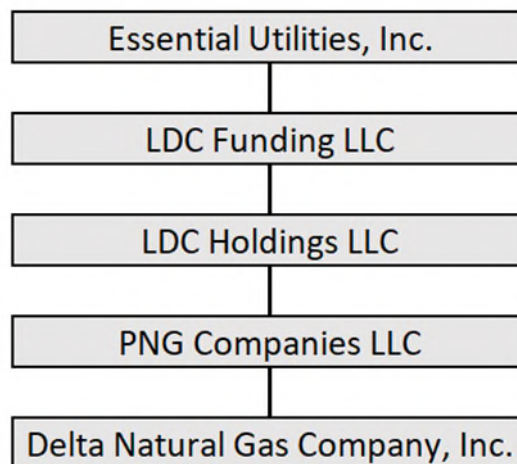 Essential Utilities, Inc.
LDC Funding LLC
LDC Holdings LLC
PNG Companies LLC
Delta Natural Gas Company, Inc.